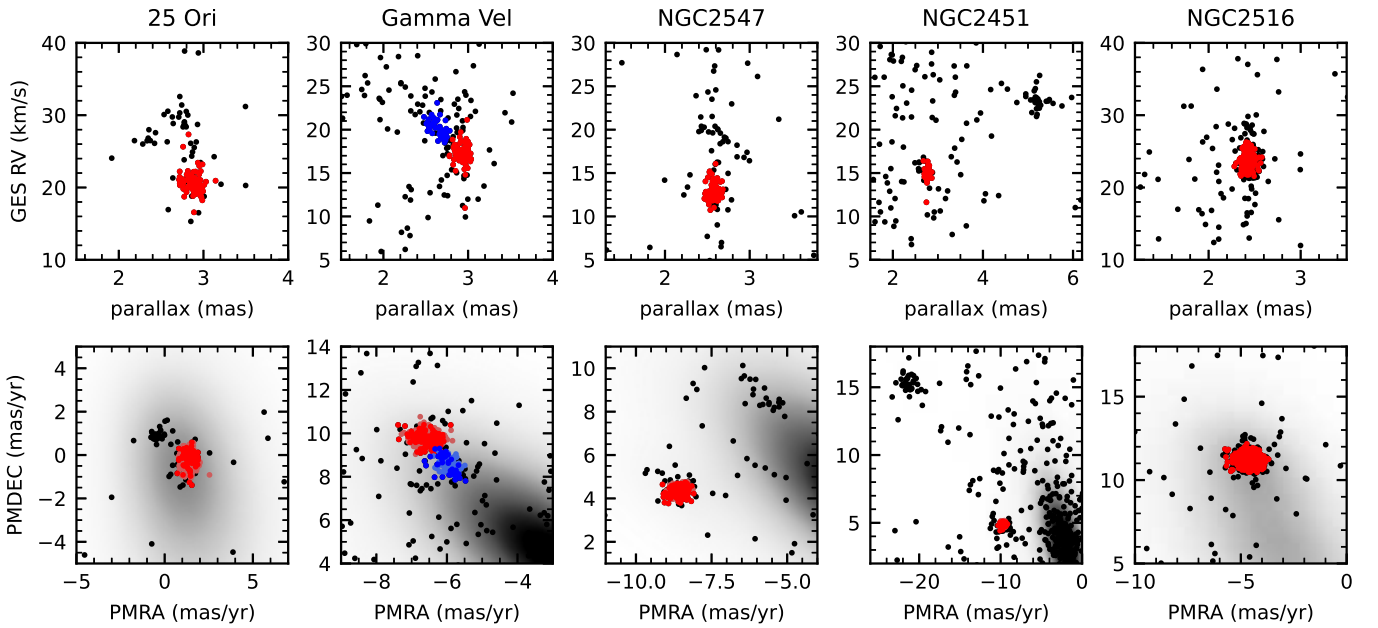 25 Ori Gamma Vel NGC2547 NGC2451 NGC2516
GES RV (km/s)
40 30 20 10
30 25 20 15 10 5
30 25 20 15 10 5
30 25 20 15 10 5
40 30 20 10
2 3 4 2 3 4 2 3 2 4 6 2 3
parallax (mas) parallax (mas) parallax (mas) parallax (mas) parallax (mas)
PMDEC (mas/yr)
4 2 0 −2 −4
14 12 10 8 6 4
10 8 6 4 2
15 10 5
15 10 5
−5 0 5 −8 −6 −4 −10.0 −7.5 −5.0 −20 −10 0 −10 −5 0
PMRA (mas/yr) PMRA (mas/yr) PMRA (mas/yr) PMRA (mas/yr) PMRA (mas/yr)